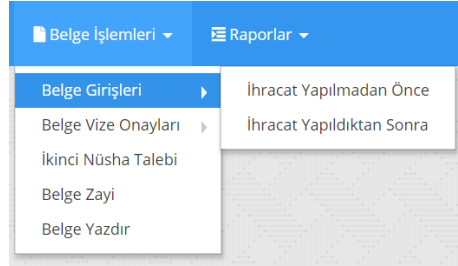 Belge İşlemleri
Raporlar
Belge Girişleri
İhracat Yapılmadan Önce
Belge Vize Onayları
İhracat Yapıldıktan Sonra
İkinci Nüsha Talebi
Belge Zayi
Belge Yazdır